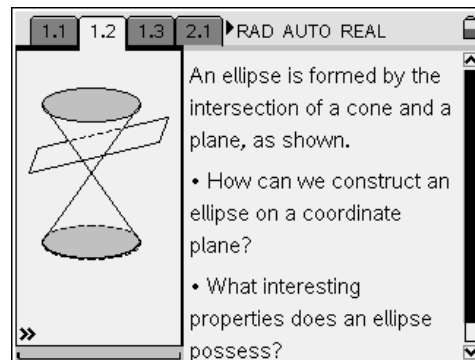 1.1 1.2 1.3 2.1 RAD AUTO REAL
An ellipse is formed by the
intersection of a cone and a
plane, as shown.
• How can we construct an
ellipse on a coordinate
plane?
• What interesting
properties does an ellipse
possess?